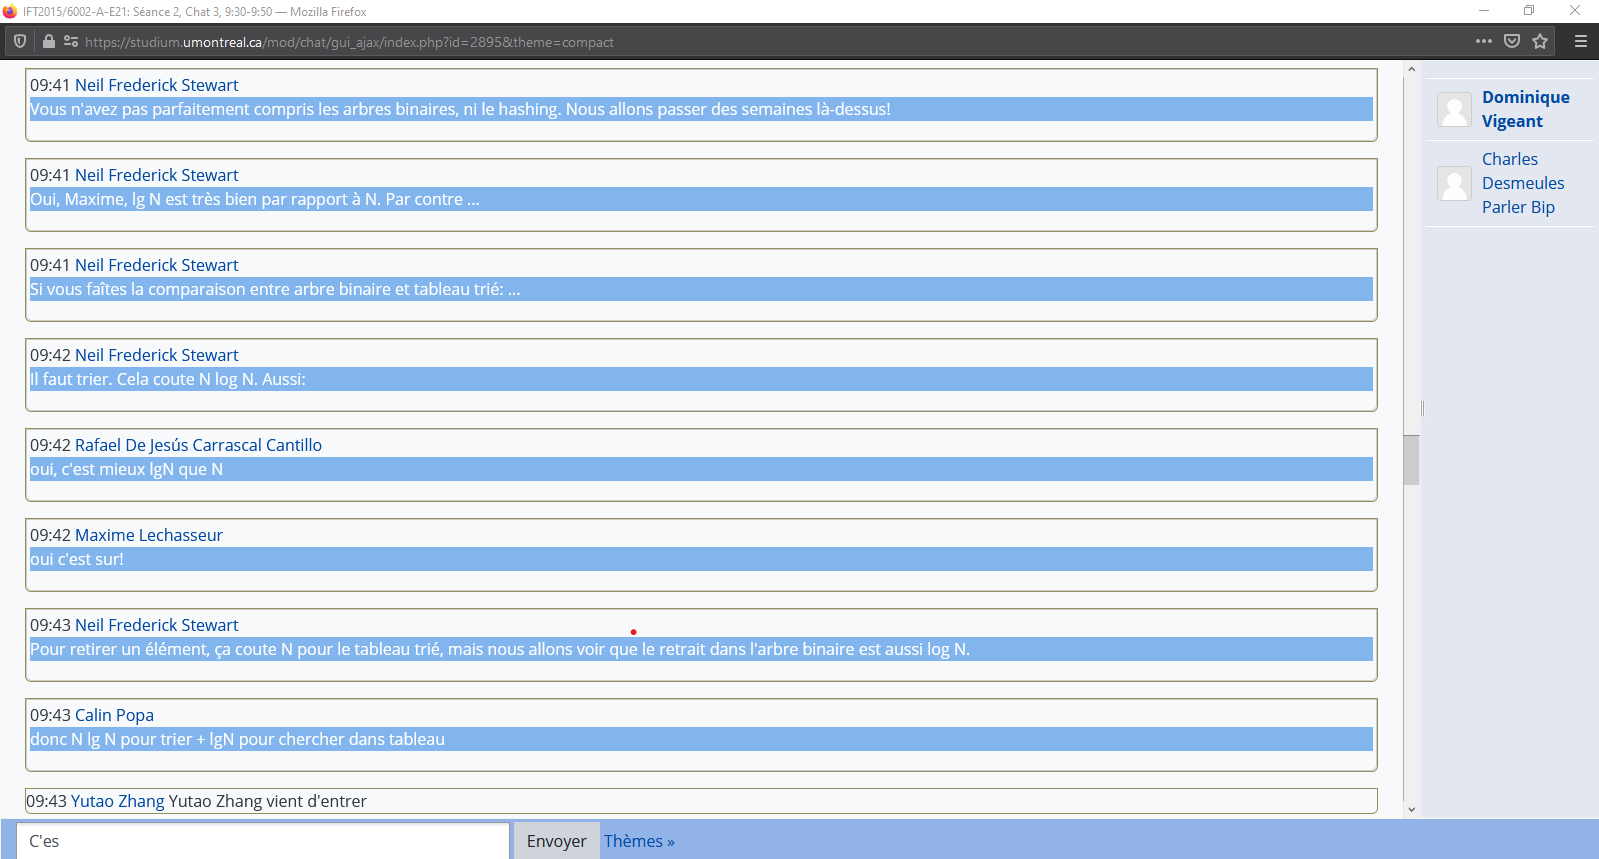 IFT2015/6002-A-E21: Séance 2, Chat 3, 9:30-9:50 — Mozilla Firefox
https://studium.umontreal.ca/mod/chat/gui_ajax/index.php?id=2895&theme=compact
09:41 Neil Frederick Stewart
Vous n'avez pas parfaitement compris les arbres binaires, ni le hashing. Nous allons passer des semaines là-dessus!
09:41 Neil Frederick Stewart
Oui, Maxime, lg N est très bien par rapport à N. Par contre ...
09:41 Neil Frederick Stewart
Si vous faîtes la comparaison entre arbre binaire et tableau trié: ...
09:42 Neil Frederick Stewart
Il faut trier. Cela coute N log N. Aussi:
09:42 Rafael De Jesús Carrascal Cantillo
oui, c'est mieux lgN que N
09:42 Maxime Lechasseur
oui c'est sur!
09:43 Neil Frederick Stewart
Pour retirer un élément, ça coute N pour le tableau trié, mais nous allons voir que le retrait dans l'arbre binaire est aussi log N.
09:43 Calin Popa
donc N lg N pour trier + lgN pour chercher dans tableau
09:43 Yutao Zhang Yutao Zhang vient d'entrer
C'es
Envoyer
Thèmes »
Dominique
Vigeant
Charles
Desmeules
Parler Bip